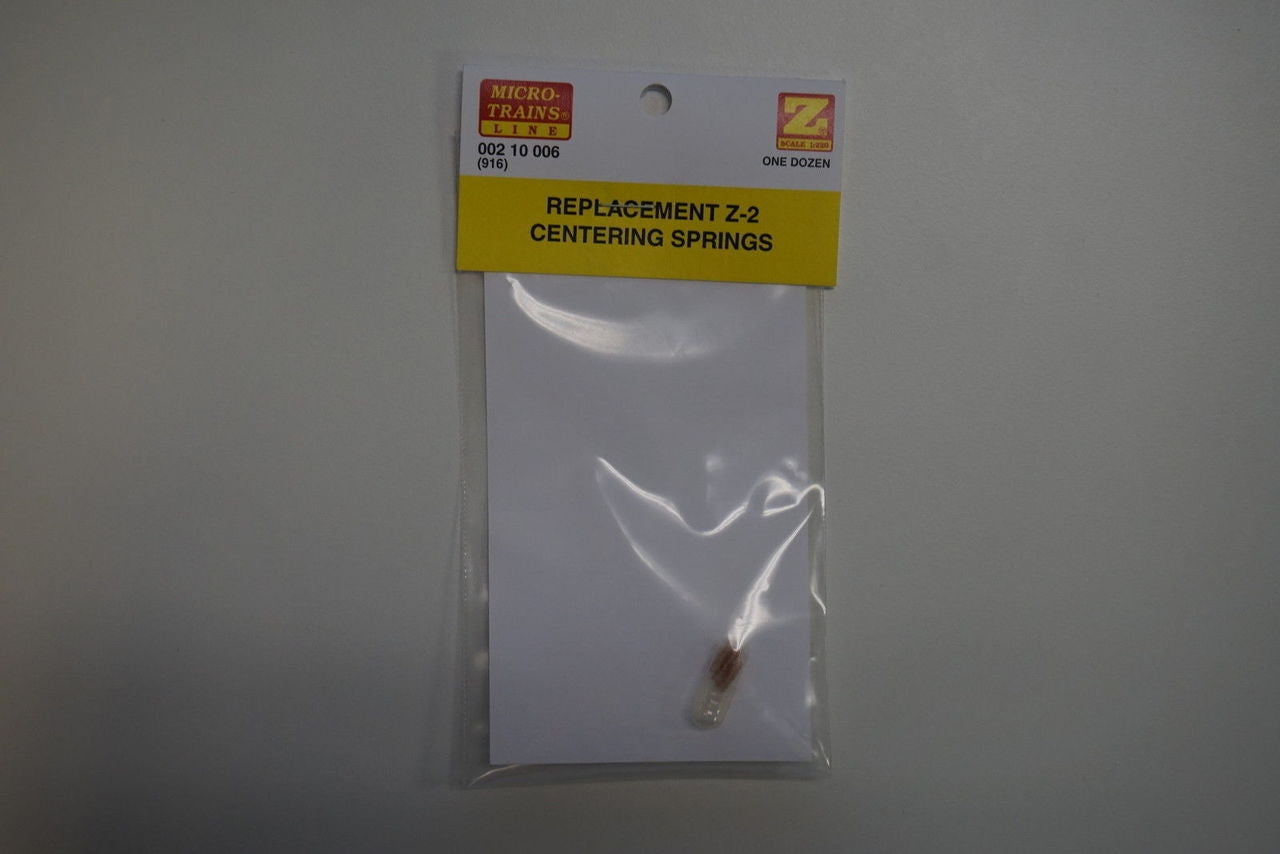 MICRO-
TRAINS®
LINE
002 10 006
(916)
Z®
SCALE 1:220
ONE DOZEN
REPLACEMENT Z-2
CENTERING SPRINGS